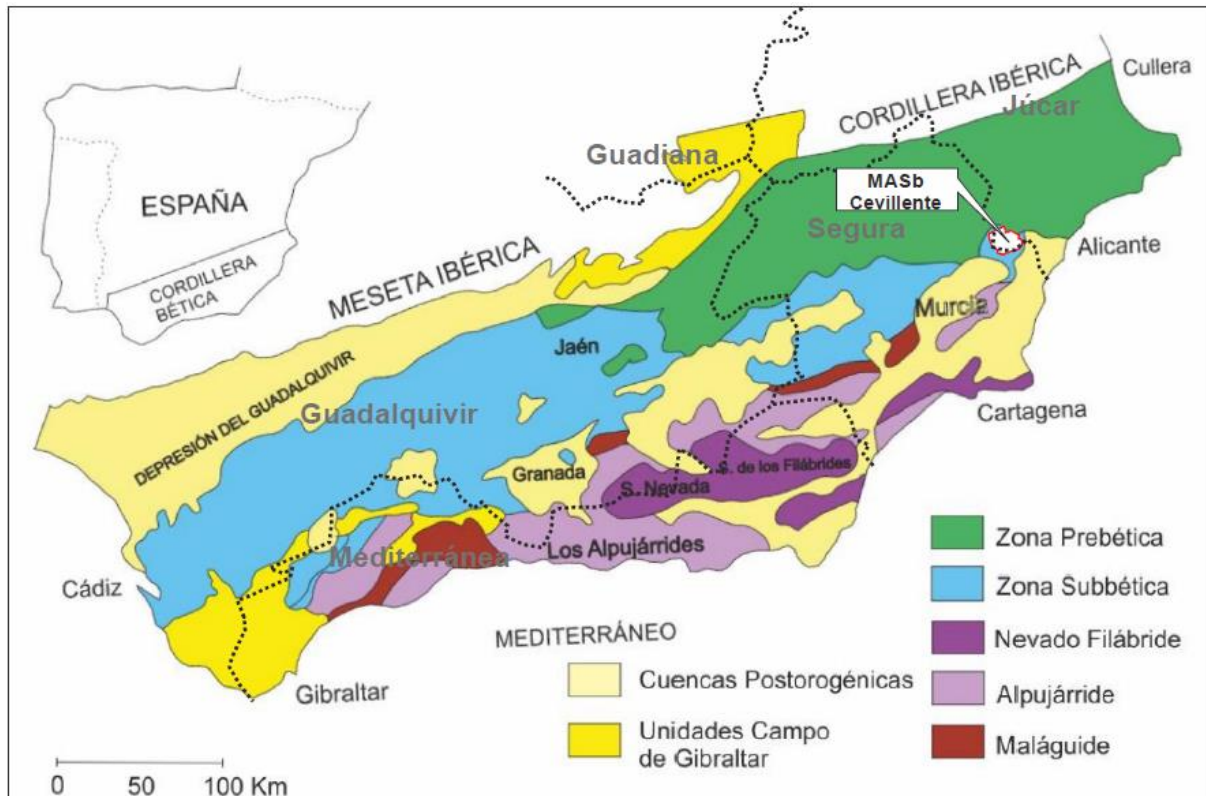 Cullera
CORDILLERA IBÉRICA
Júcar
Guadiana
MASb
Cevillente
ESPAÑA
Segura
Alicante
CORDILLERA
BÉTICA
MESETA IBÉRICA
Murcia
Jaén
DEPRESIÓN DEL GUADALQUIVIR
Guadalquivir
Cartagena
Granada
S. de los Filábrides
S. Nevada
Mediterránea
Los Alpujárrides
Cádiz
Gibraltar
MEDITERRÁNEO
Cuencas Postorogénicas
Unidades Campo
de Gibraltar
Zona Prebética
Zona Subbética
Nevado Filábride
Alpujárride
Maláguide
0 50 100 Km